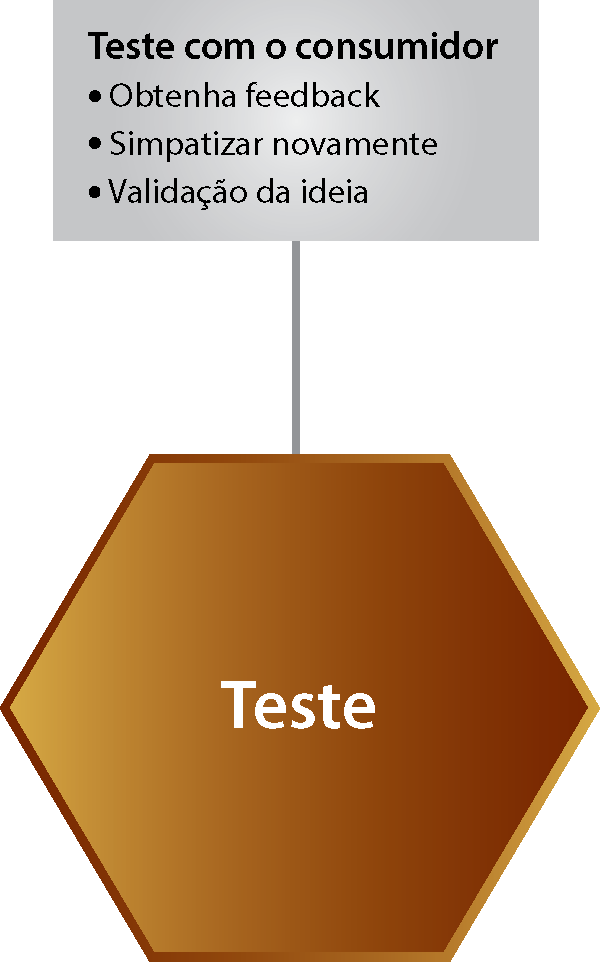 Teste com o consumidor
• Obtenha feedback
• Simpatizar novamente
• Validação da ideia
Teste